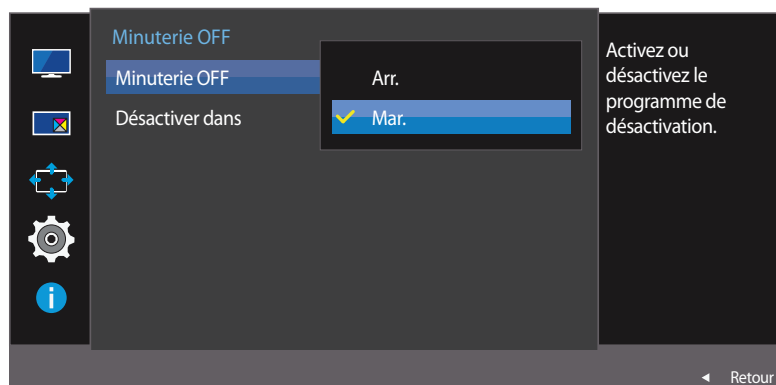 Minuterie OFF
Minuterie OFF
Désactiver dans
Arr.
Mar.
Activez ou
désactivez le
programme de
désactivation.
Retour